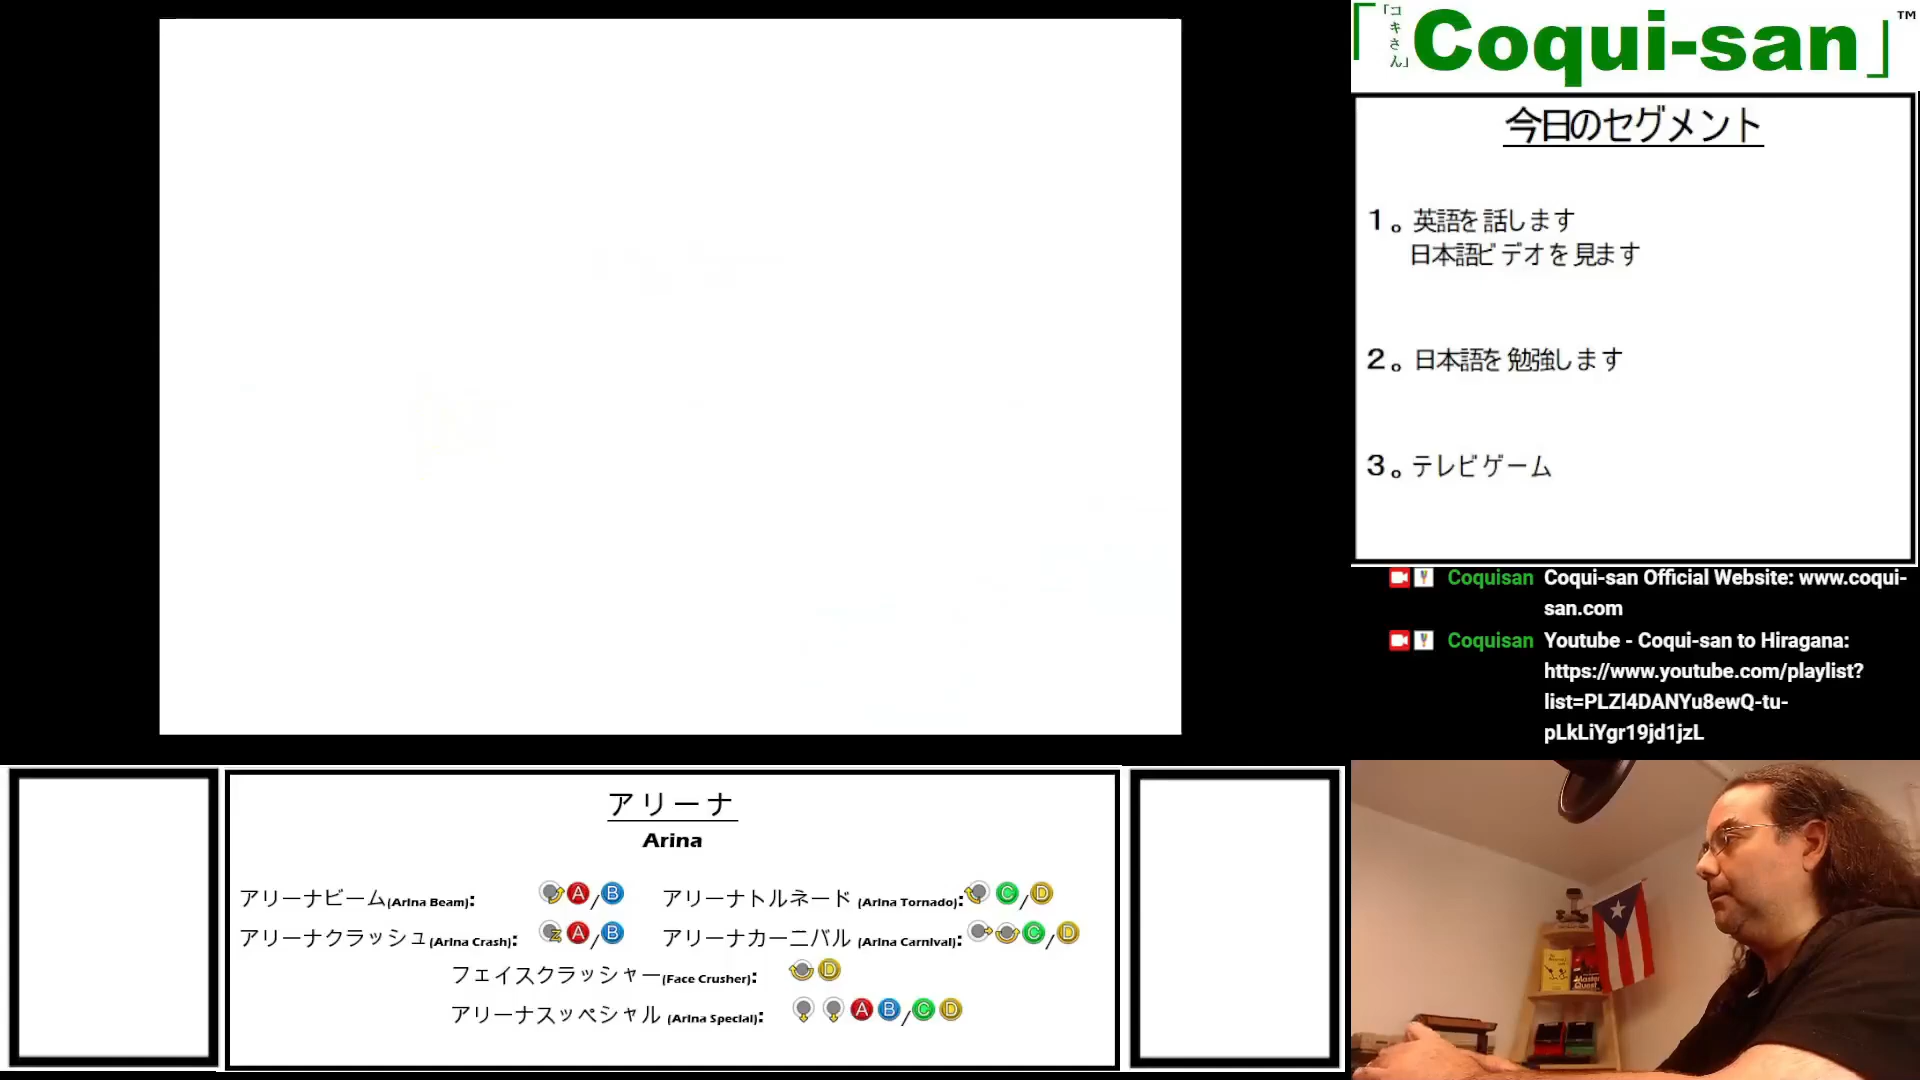 「コキさん」
「Coqui-san」™
今日のセグメント
1。英語を話します
日本語ビデオを見ます
2。日本語を勉強します
3。テレビゲーム
Coquisan Coqui-san Official Website: www.coqui-
san.com
Coquisan Youtube - Coqui-san to Hiragana:
https://www.youtube.com/playlist?
list=PLZl4DANYu8ewQ-tu-
pLkLiYgr19jd1jzL
アリーナ
Arina
アリーナビーム(Arina Beam): A/B
アリーナトルネード (Arina Tornado): C/D
アリーナクラッシュ(Arina Crash): Z A/B
アリーナカーニバル (Arina Carnival): C/D
フェイスクラッシャー(Face Crusher): D
アリーナスッペシャル (Arina Special): A B/C D
Master
Quest